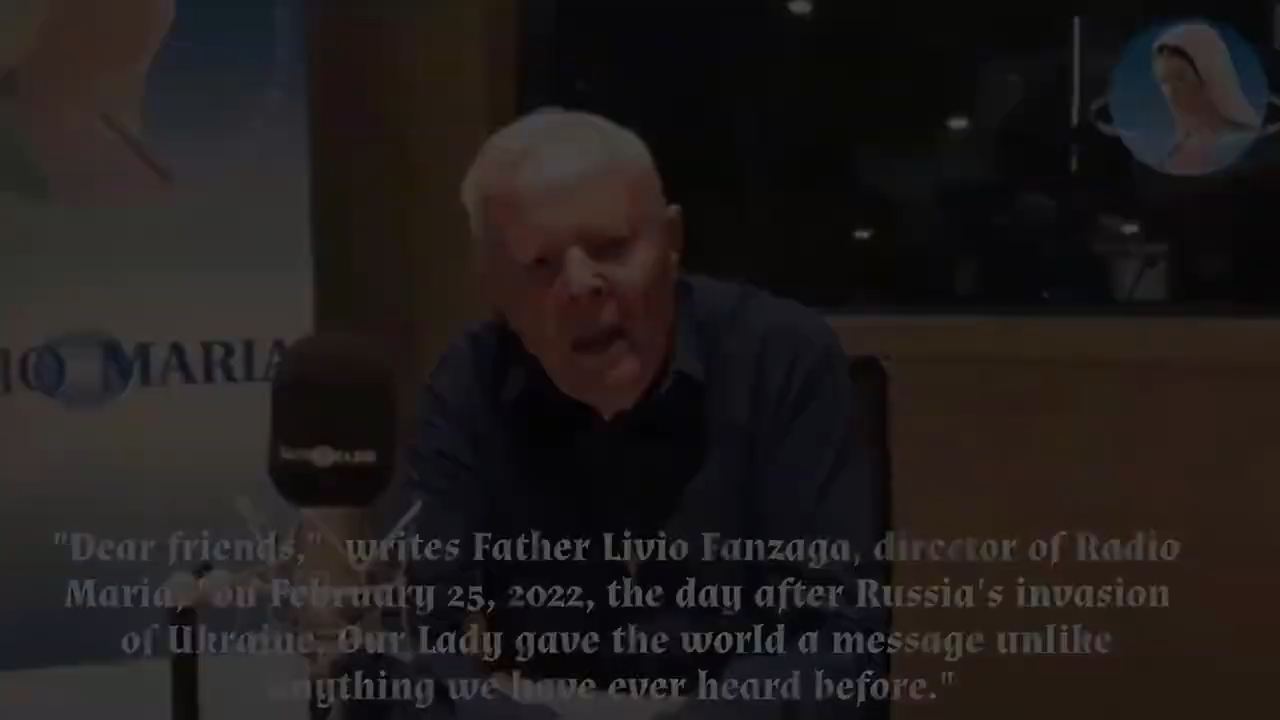 IO MARIA
"Dear friends," writes Father Livio Fanzaga, director of Radio
Maria, "on February 25, 2022, the day after Russia's invasion
of Ukraine, Our Lady gave the world a message unlike
anything we have ever heard before."